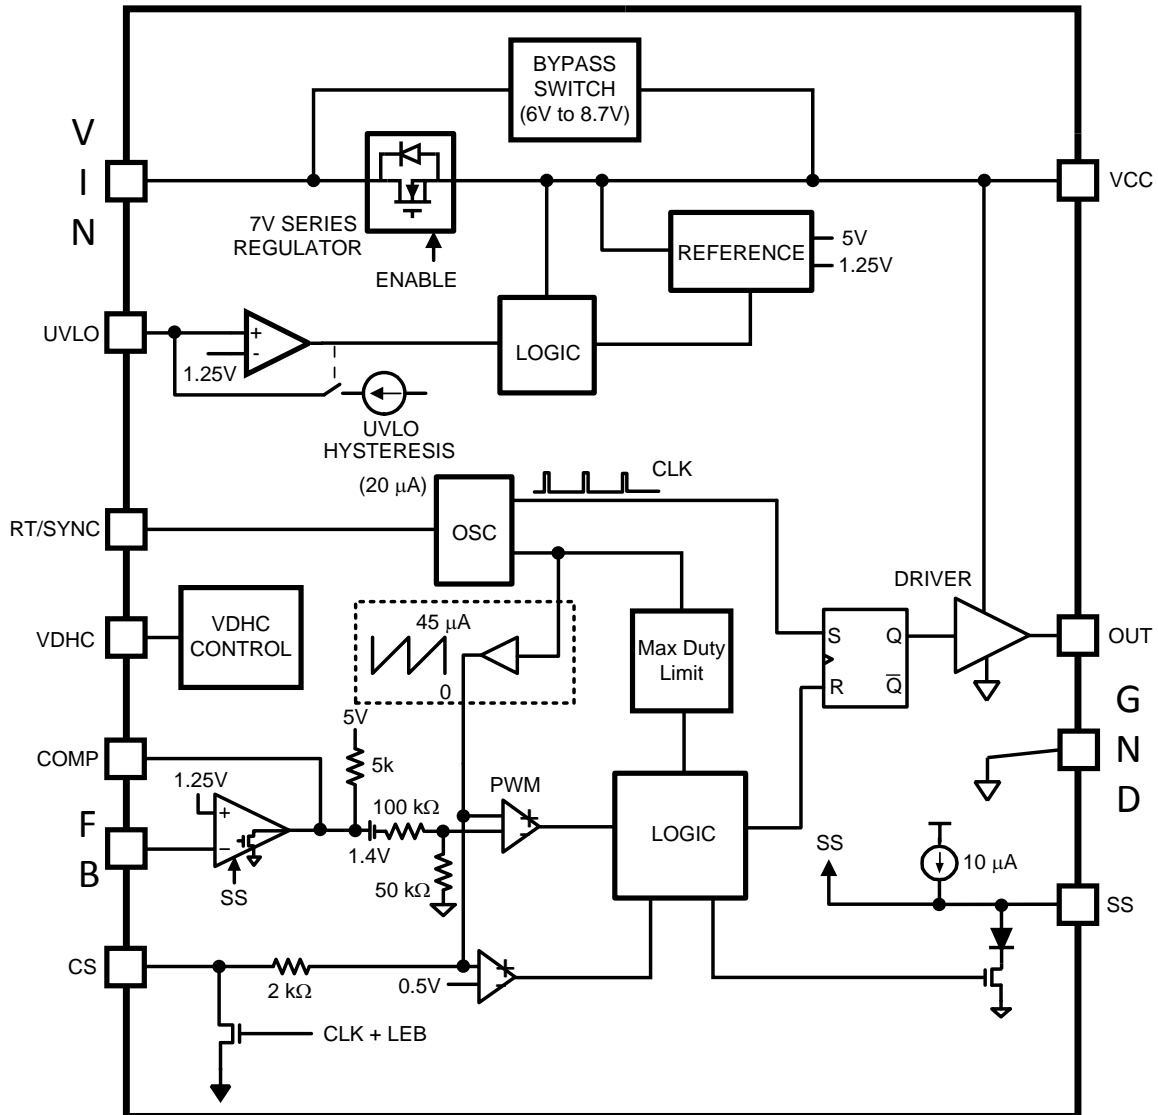 BYPASS
SWITCH
(6V to 8.7V)
V
I
N
VCC
7V SERIES
REGULATOR
ENABLE
REFERENCE
5V
1.25V
UVLO
+
-
1.25V
LOGIC
UVLO
HYSTERESIS
(20 μA)
CLK
RT/SYNC
OSC
DRIVER
VDHC
VDHC
CONTROL
45 μA
0
Max Duty
Limit
S
Q
R
Q̅
OUT
G
N
D
5V
COMP
5k
1.25V
+
−
F
B
SS
1.4V
100 kΩ
50 kΩ
PWM
LOGIC
SS
10 μA
SS
CS
2 kΩ
0.5V
CLK + LEB